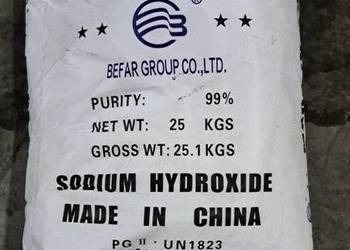 BEFAR GROUP CO.,LTD.
PURITY: 99%
NET WT: 25 KGS
GROSS WT: 25.1 KGS
SODIUM HYDROXIDE
MADE IN CHINA
PG II · UN1823